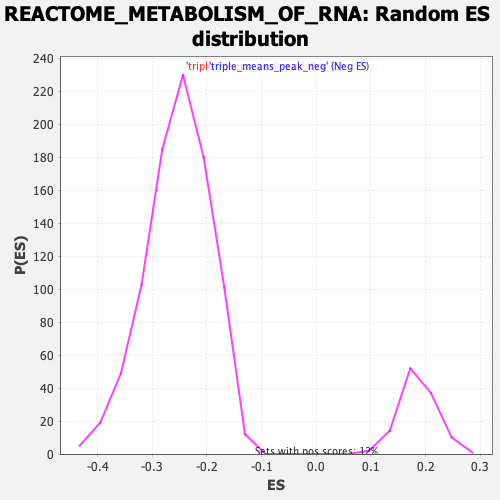 REACTOME_METABOLISM_OF_RNA: Random ES
distribution
240
220
200
180
160
140
120
100
80
60
40
20
0
P(ES)
'tripl'triple_means_peak_neg' (Neg ES)
Sets with pos scores: 12%
-0.4 -0.3 -0.2 -0.1 0.0 0.1 0.2 0.3
ES